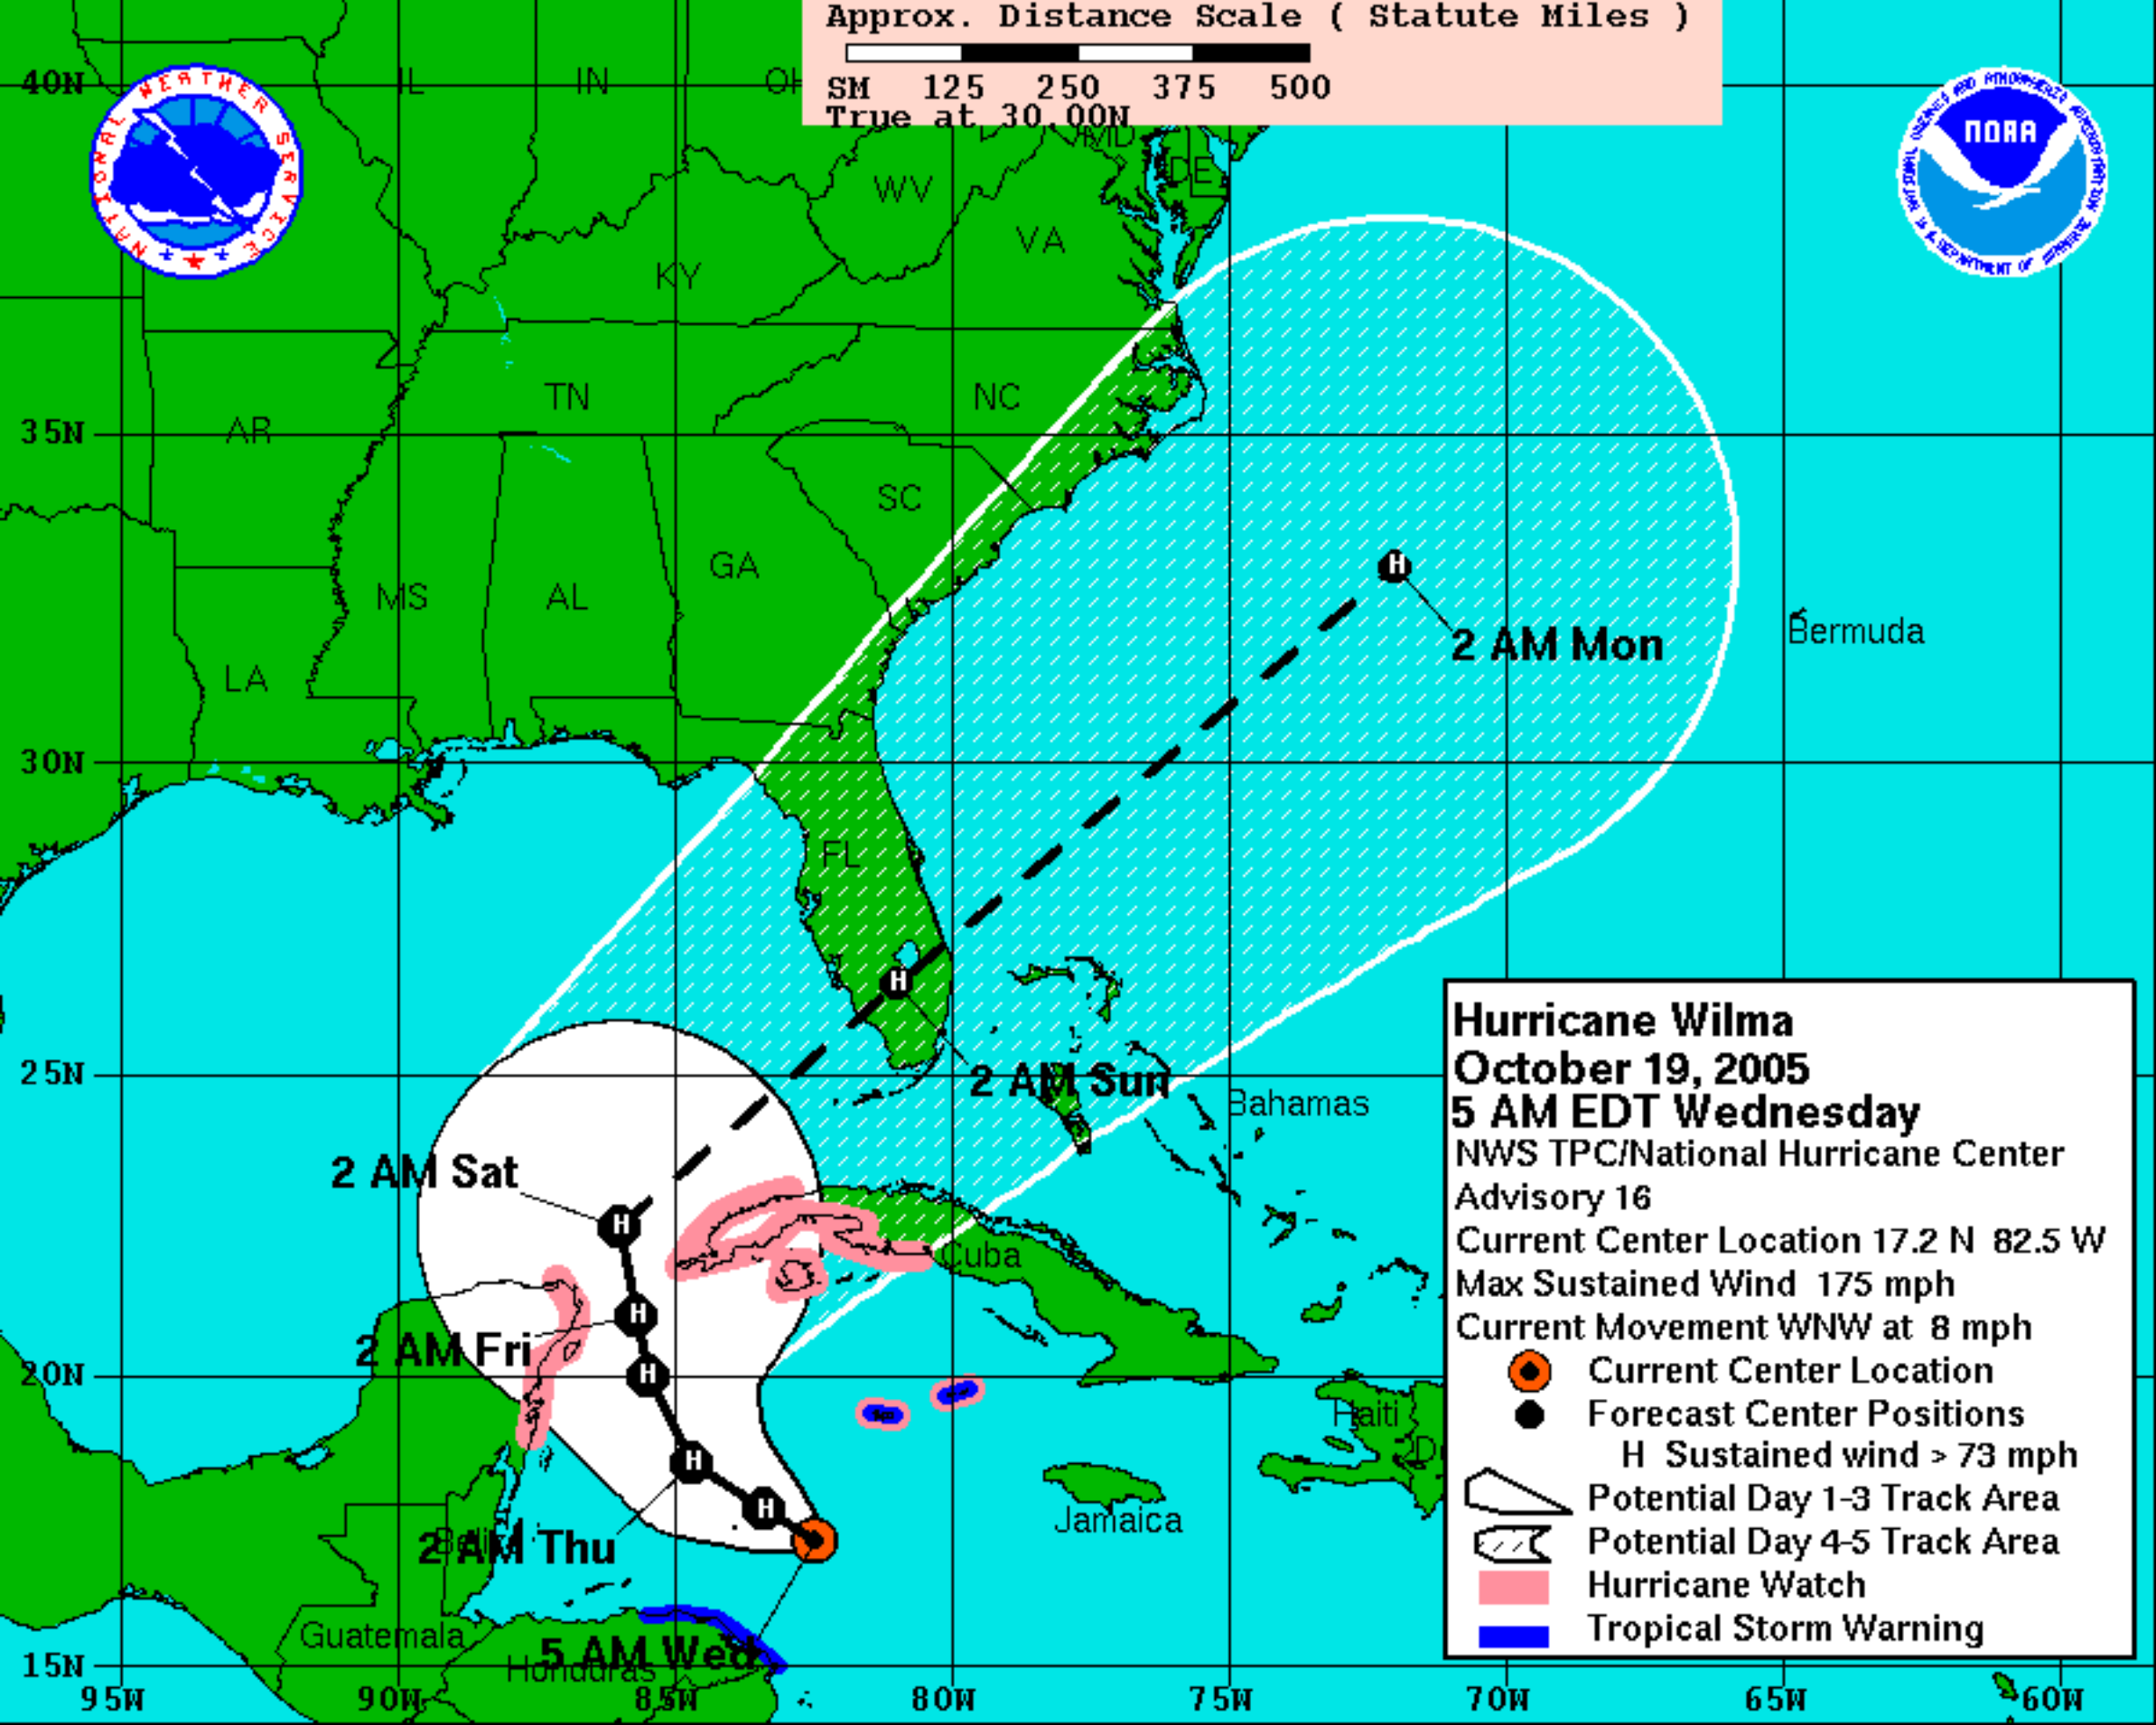 Approx. Distance Scale ( Statute Miles )
SM 125 250 375 500
True at 30.00N
NATIONAL WEATHER SERVICE
NOAA
40N
35N
30N
25N
20N
15N
95W 90W 85W 80W 75W 70W 65W 60W
IL
IN
OH
MD
DE
WV
VA
KY
TN
NC
AR
SC
GA
MS
AL
LA
FL
Bermuda
Bahamas
Cuba
Haiti
Jamaica
Guatemala
Honduras
2 AM Mon
2 AM Sun
2 AM Sat
2 AM Fri
2 AM Thu
5 AM Wed
Hurricane Wilma
October 19, 2005
5 AM EDT Wednesday
NWS TPC/National Hurricane Center
Advisory 16
Current Center Location 17.2 N 82.5 W
Max Sustained Wind 175 mph
Current Movement WNW at 8 mph
Current Center Location
Forecast Center Positions
H Sustained wind > 73 mph
Potential Day 1-3 Track Area
Potential Day 4-5 Track Area
Hurricane Watch
Tropical Storm Warning
H
H
H
H
H
H
H